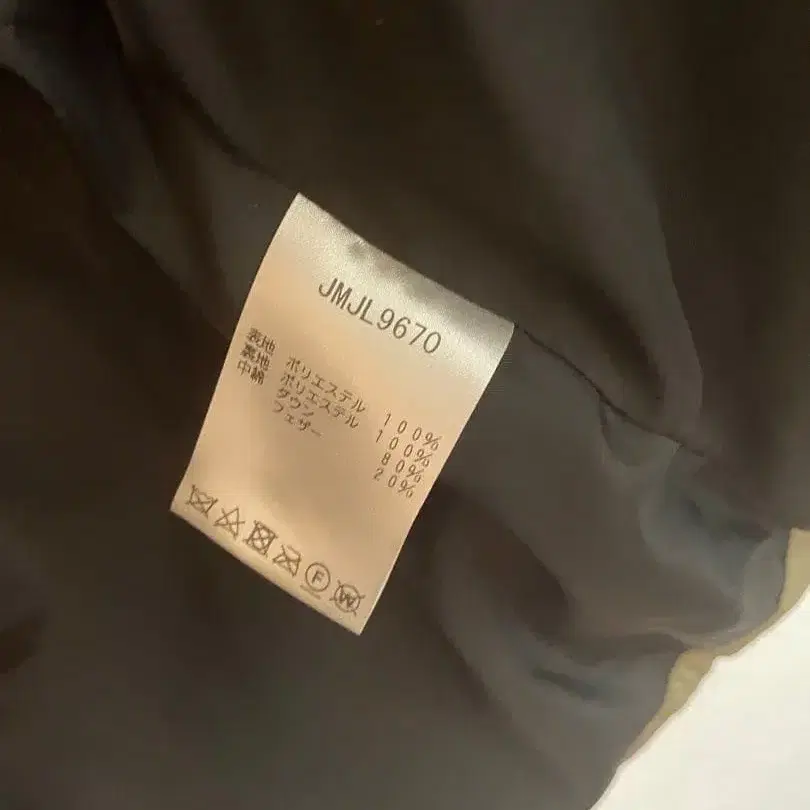 JMJL9670
表地 ポリエステル 100%
裏地 ポリエステル 100%
中綿 ダウン 80%
フェザー 20%
F
W